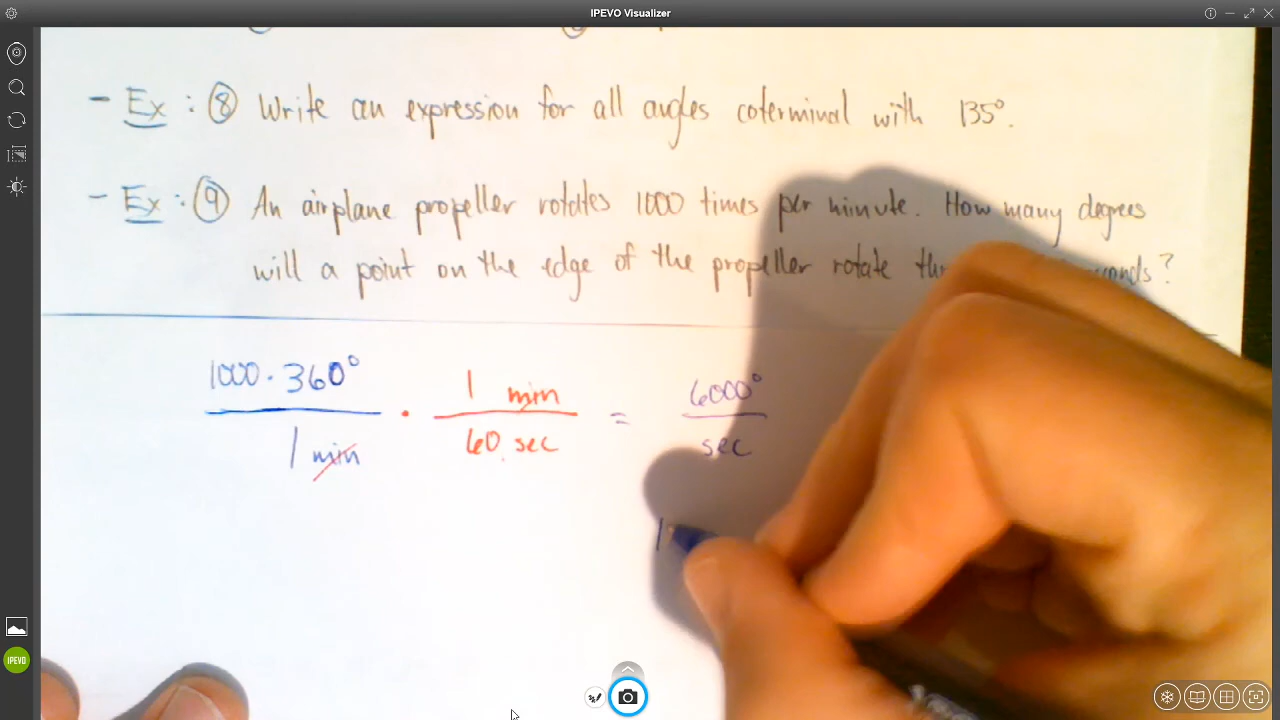 IPEVO Visualizer
- Ex: ⑧ Write an expression for all angles coterminal with 135°.
- Ex: ⑨ An airplane propeller rotates 1000 times per minute. How many degrees
will a point on the edge of the propeller rotate
1000 · 360° / 1 min · 1 min / 60 sec = 6000° / sec
IPEVO